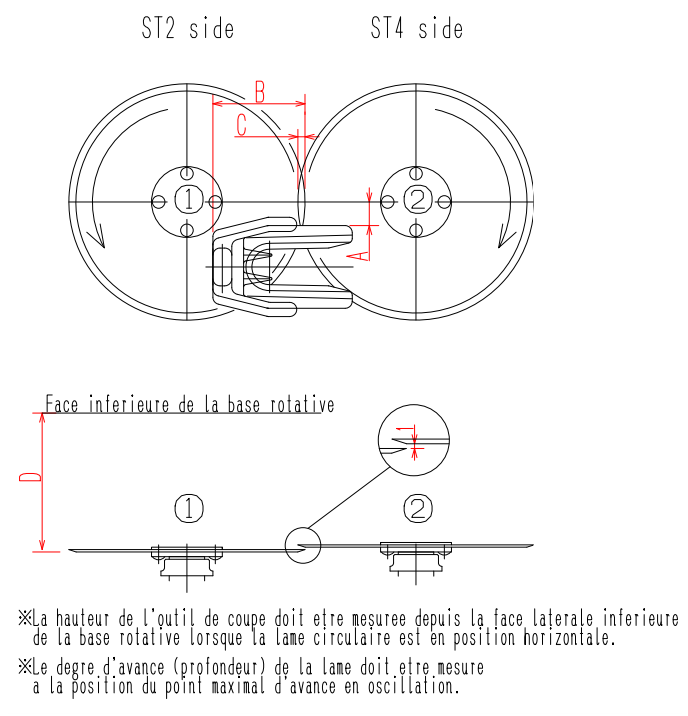 ST2 side
ST4 side
B
C
1
2
A
Face inferieure de la base rotative
1
D
1
2
※La hauteur de l'outil de coupe doit etre mesuree depuis la face laterale inferieure
de la base rotative lorsque la lame circulaire est en position horizontale.
※Le degre d'avance (profondeur) de la lame doit etre mesure
a la position du point maximal d'avance en oscillation.